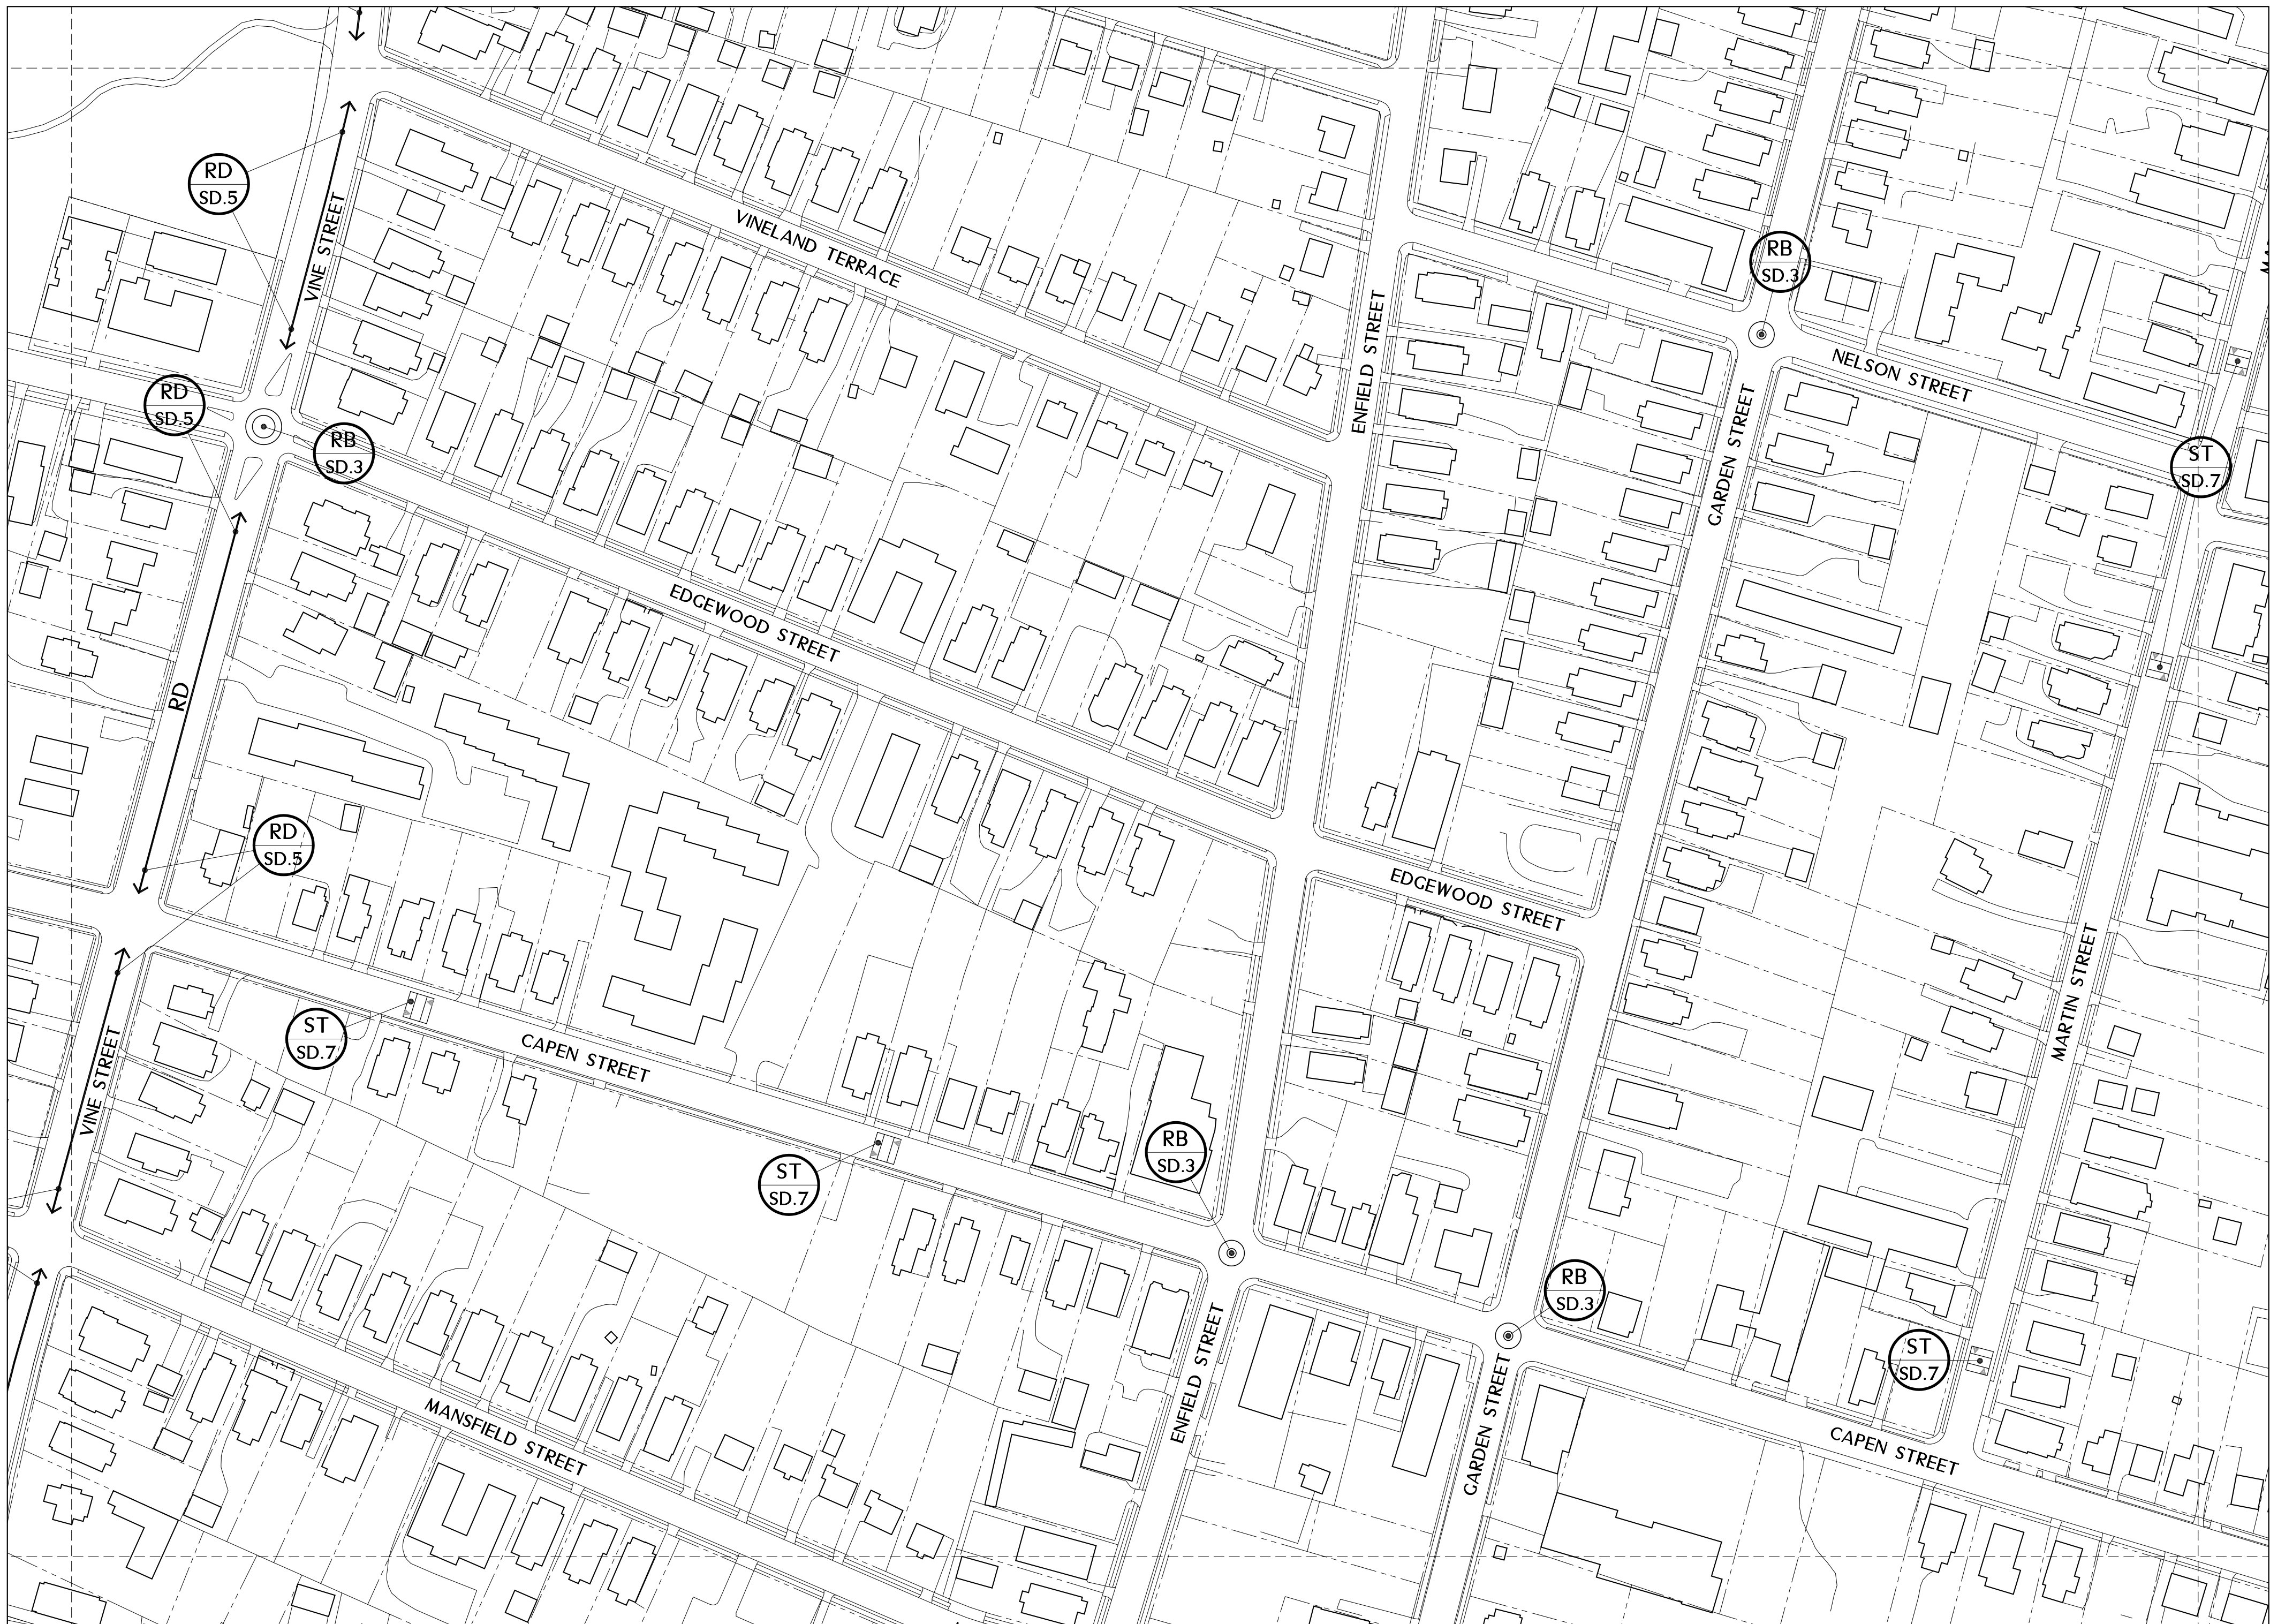 RD
SD.5
VINE STREET
VINELAND TERRACE
RB
SD.3
ENFIELD STREET
NELSON STREET
GARDEN STREET
RD
SD.5
RB
SD.3
ST
SD.7
EDGEWOOD STREET
RD
RD
SD.5
EDGEWOOD STREET
MARTIN STREET
ST
SD.7
CAPEN STREET
VINE STREET
RB
SD.3
ST
SD.7
RB
SD.3
ST
SD.7
ENFIELD STREET
GARDEN STREET
MANSFIELD STREET
CAPEN STREET